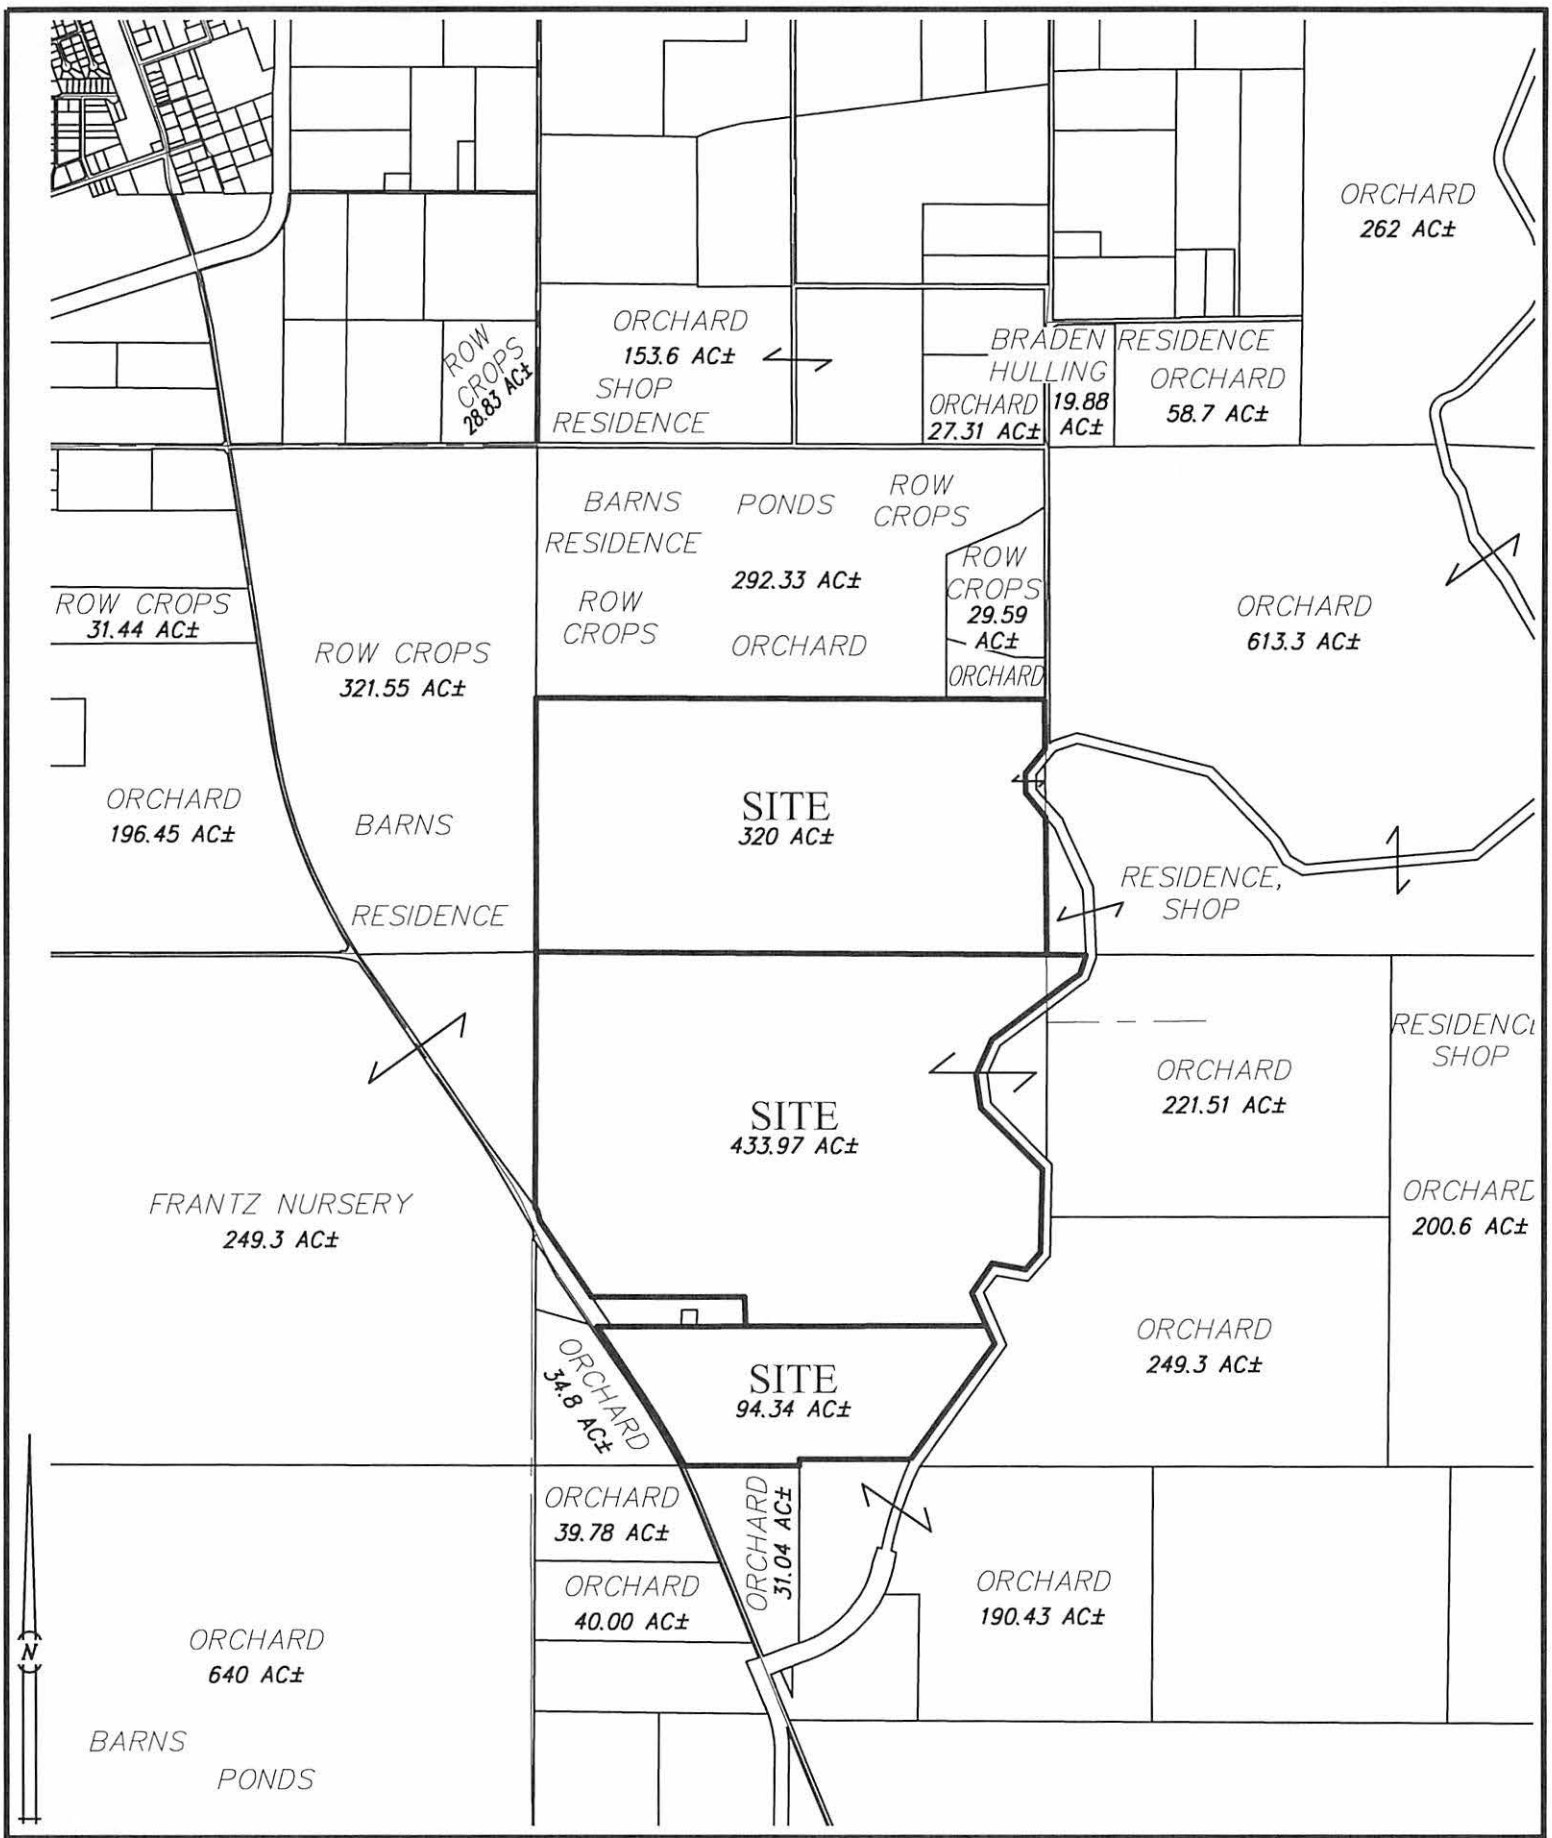 ORCHARD
262 AC±
ROW
CROPS
28.83 AC±
ORCHARD
153.6 AC±
SHOP
RESIDENCE
BRADEN
HULLING
19.88
AC±
ORCHARD
27.31 AC±
RESIDENCE
ORCHARD
58.7 AC±
BARNS
RESIDENCE
PONDS
ROW
CROPS
292.33 AC±
ROW
CROPS
ORCHARD
ROW
CROPS
29.59
AC±
ORCHARD
ORCHARD
613.3 AC±
ROW CROPS
31.44 AC±
ROW CROPS
321.55 AC±
ORCHARD
196.45 AC±
BARNS
RESIDENCE
SITE
320 AC±
RESIDENCE,
SHOP
SITE
433.97 AC±
ORCHARD
221.51 AC±
RESIDENCE
SHOP
ORCHARD
200.6 AC±
FRANTZ NURSERY
249.3 AC±
ORCHARD
249.3 AC±
ORCHARD
34.8 AC±
SITE
94.34 AC±
ORCHARD
39.78 AC±
ORCHARD
31.04 AC±
ORCHARD
40.00 AC±
ORCHARD
190.43 AC±
ORCHARD
640 AC±
BARNS
PONDS
N